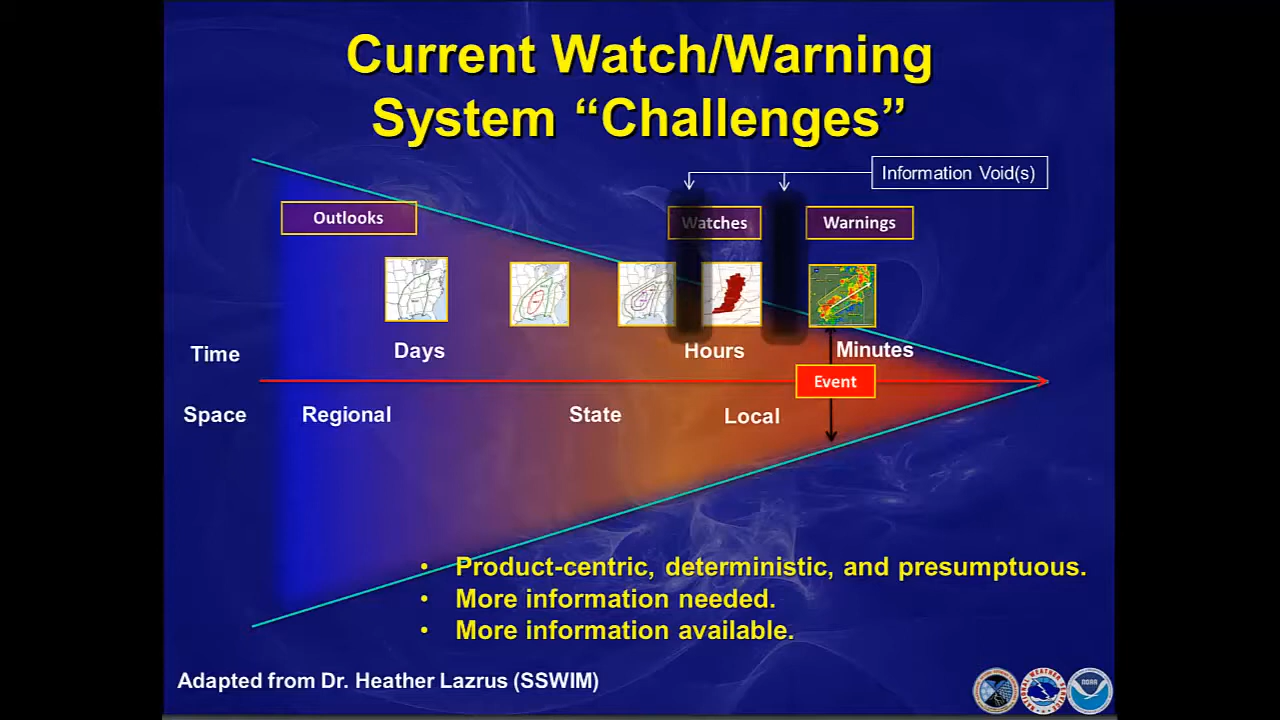 Current Watch/Warning
System “Challenges”
Information Void(s)
Outlooks
Watches
Warnings
Time
Days
Hours
Minutes
Event
Space
Regional
State
Local
• Product-centric, deterministic, and presumptuous.
• More information needed.
• More information available.
Adapted from Dr. Heather Lazrus (SSWIM)
NOAA